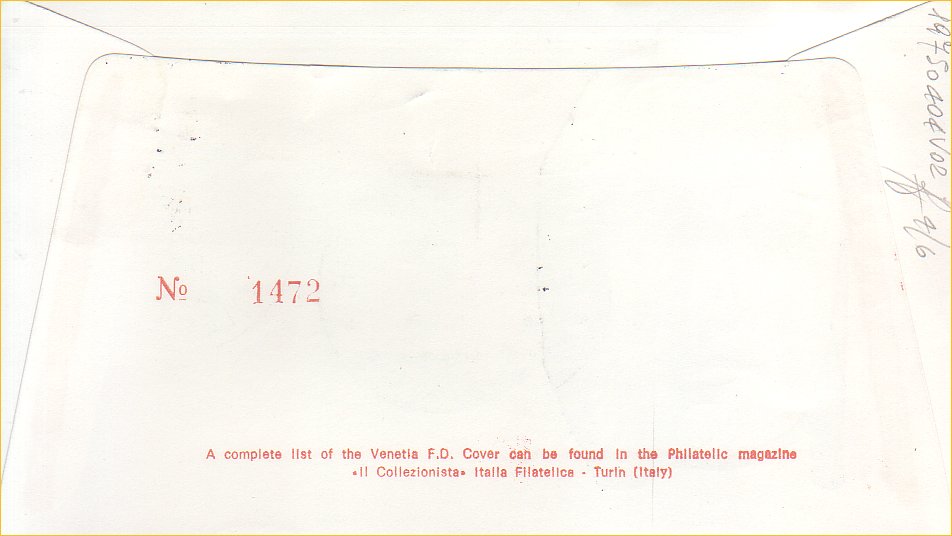 Nº 1472
A complete list of the Venetia F.D. Cover can be found in the Philatelic magazine
«Il Collezionista» Italia Filatelica - Turin (Italy)